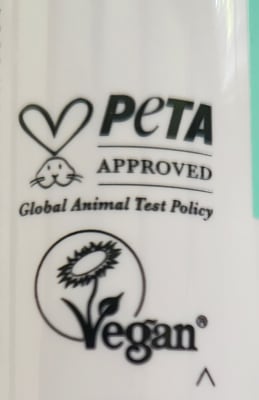 PeTA
APPROVED
Global Animal Test Policy
Vegan®